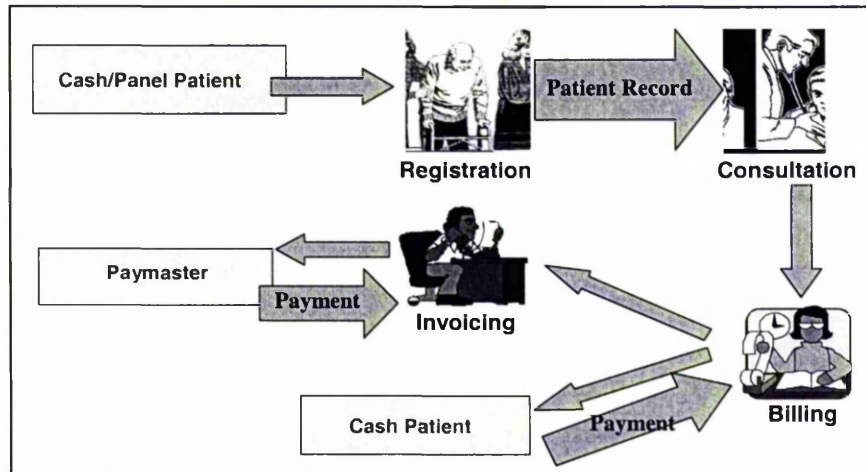 Cash/Panel Patient
Patient Record
Registration
Consultation
Paymaster
Payment
Invoicing
Cash Patient
Payment
Billing